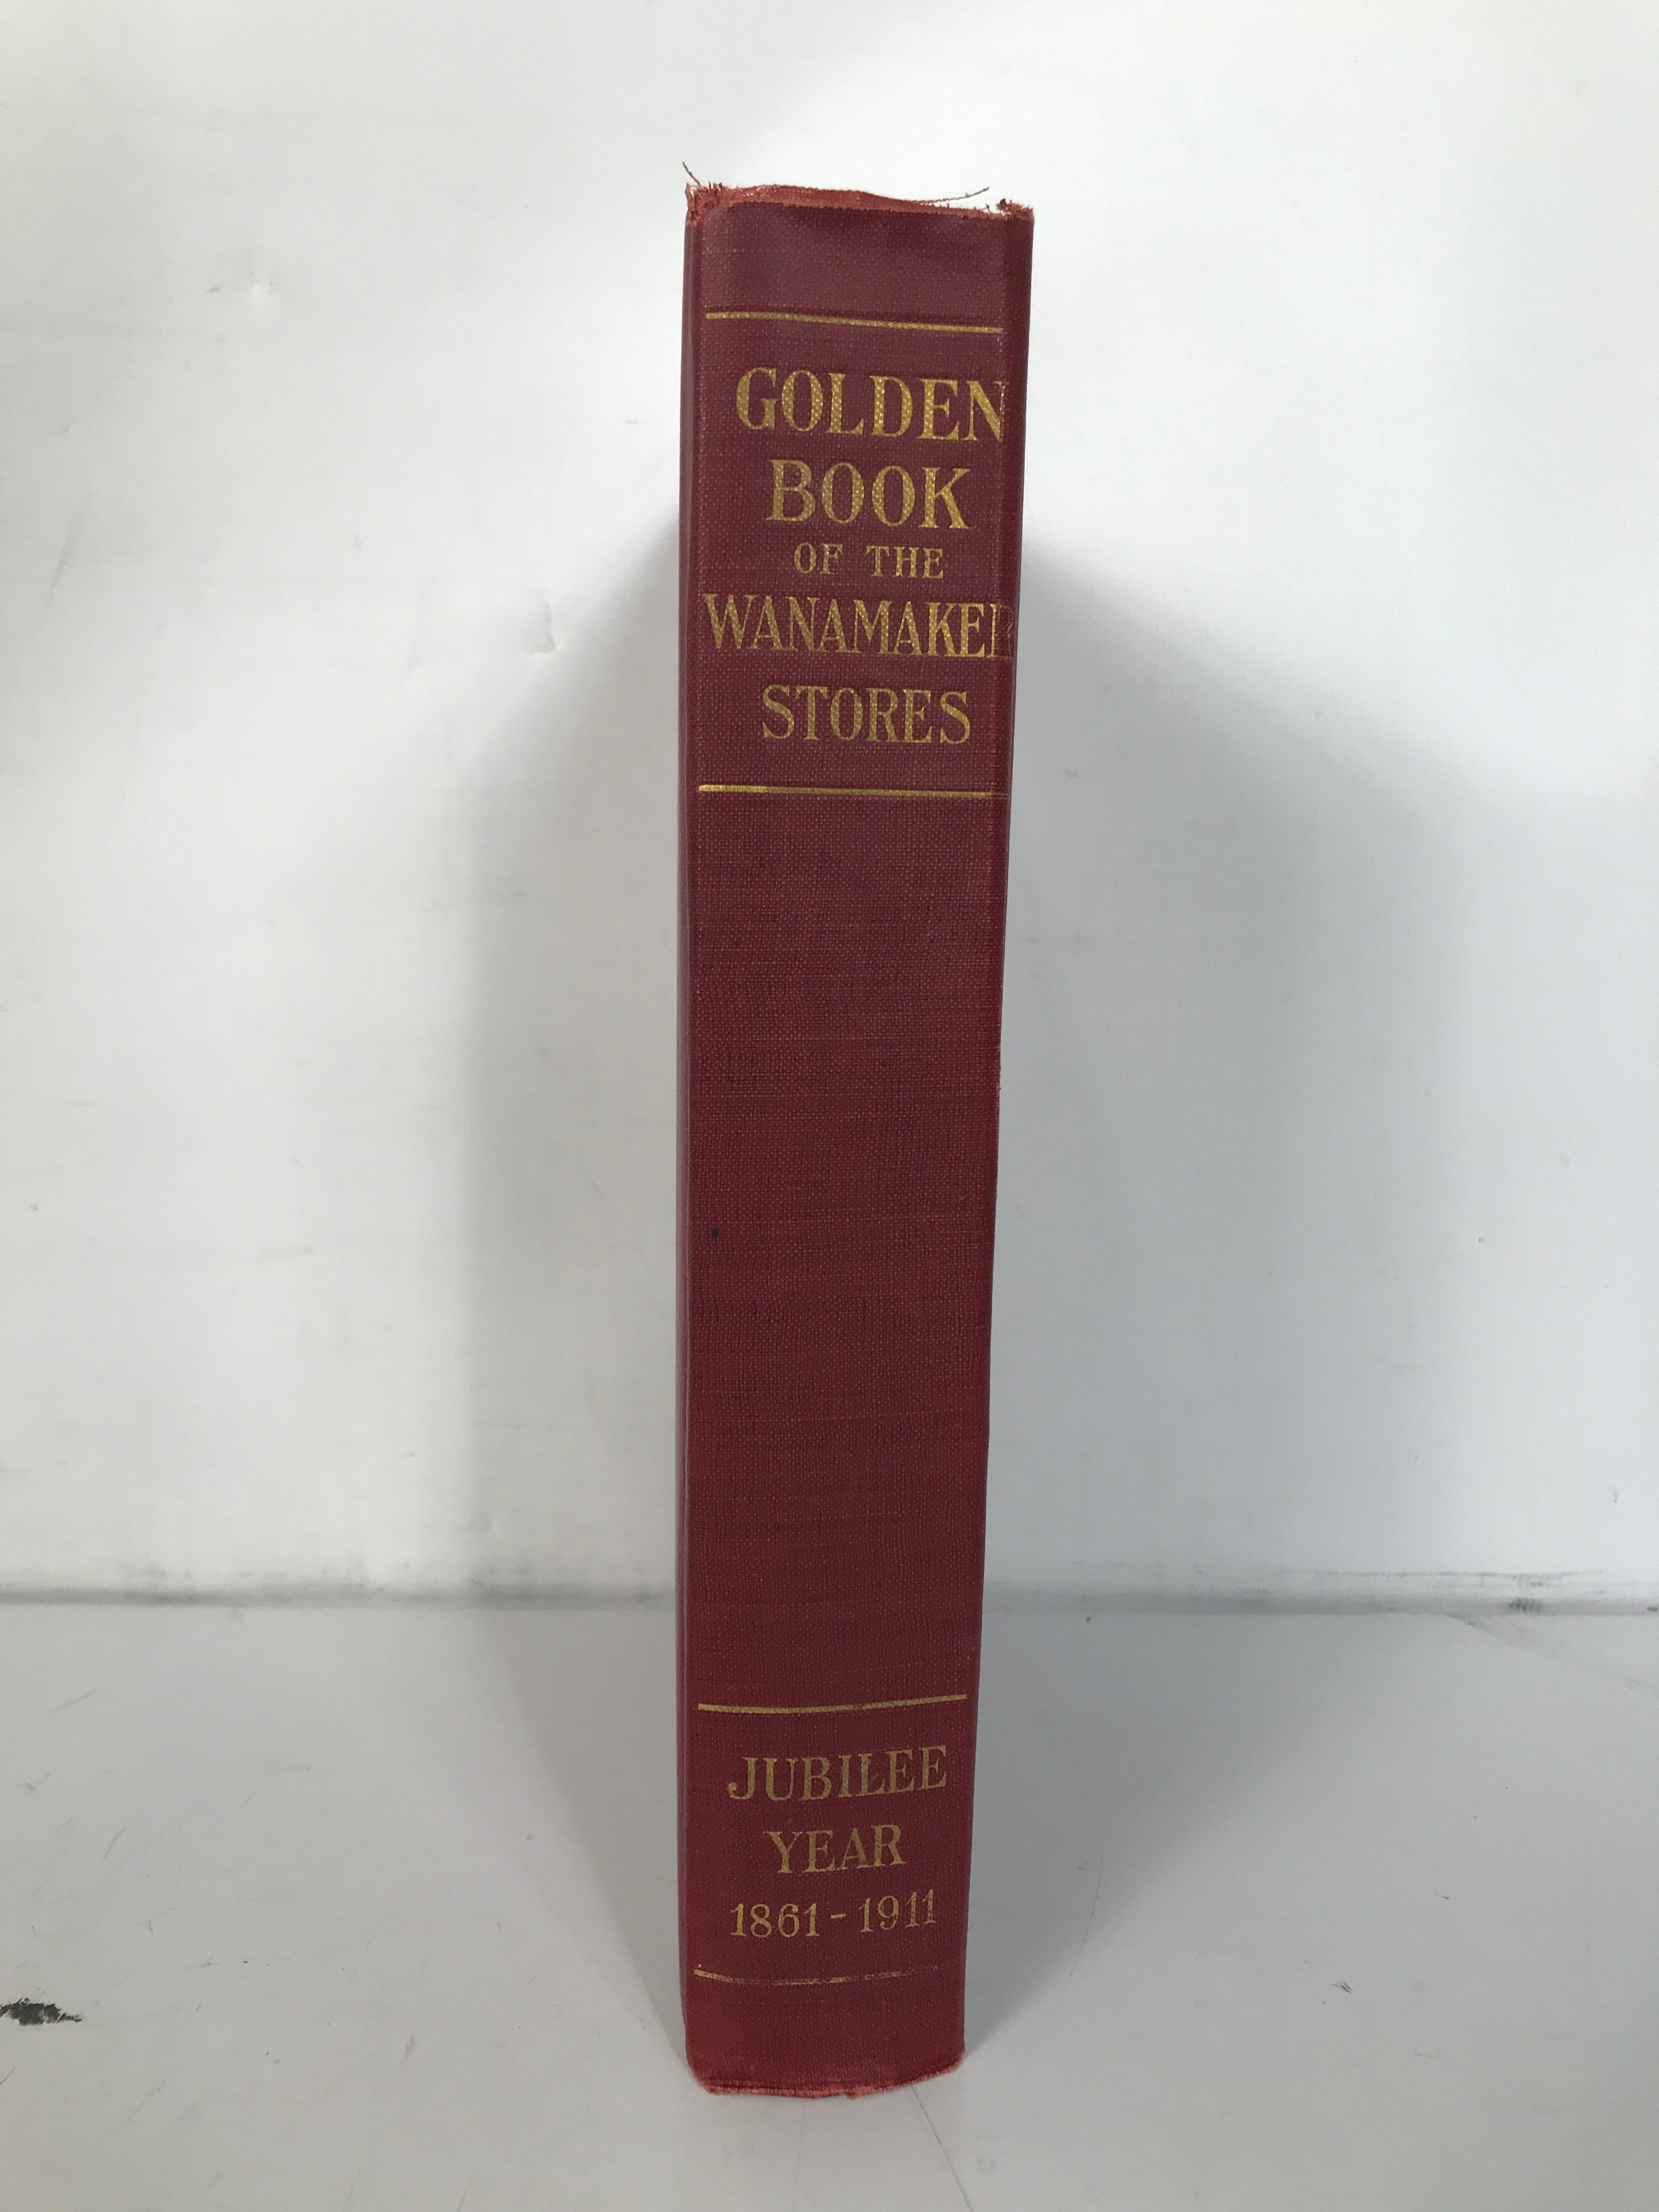 GOLDEN
BOOK
OF THE
WANAMAKER
STORES
JUBILEE
YEAR
1861-1911